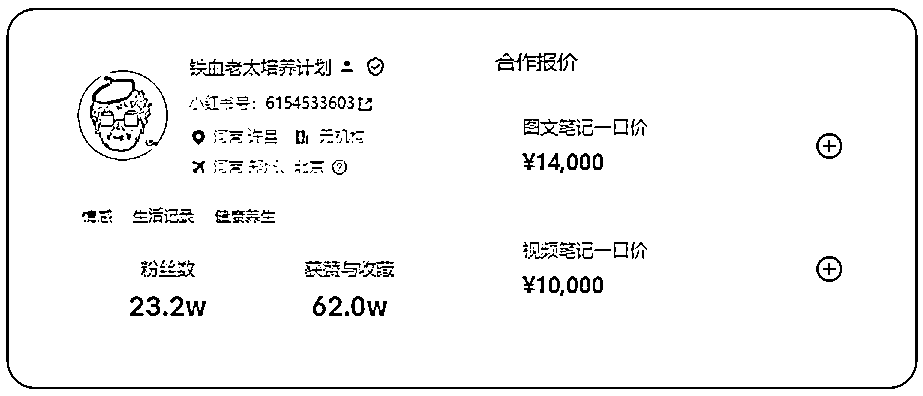 铁血老太培养计划
小红书号：6154533603
河南 许昌 无机构
河南 郑州、北京
情感 生活记录 健康养生
粉丝数 获赞与收藏
23.2w 62.0w
合作报价
图文笔记一口价
¥14,000
视频笔记一口价
¥10,000